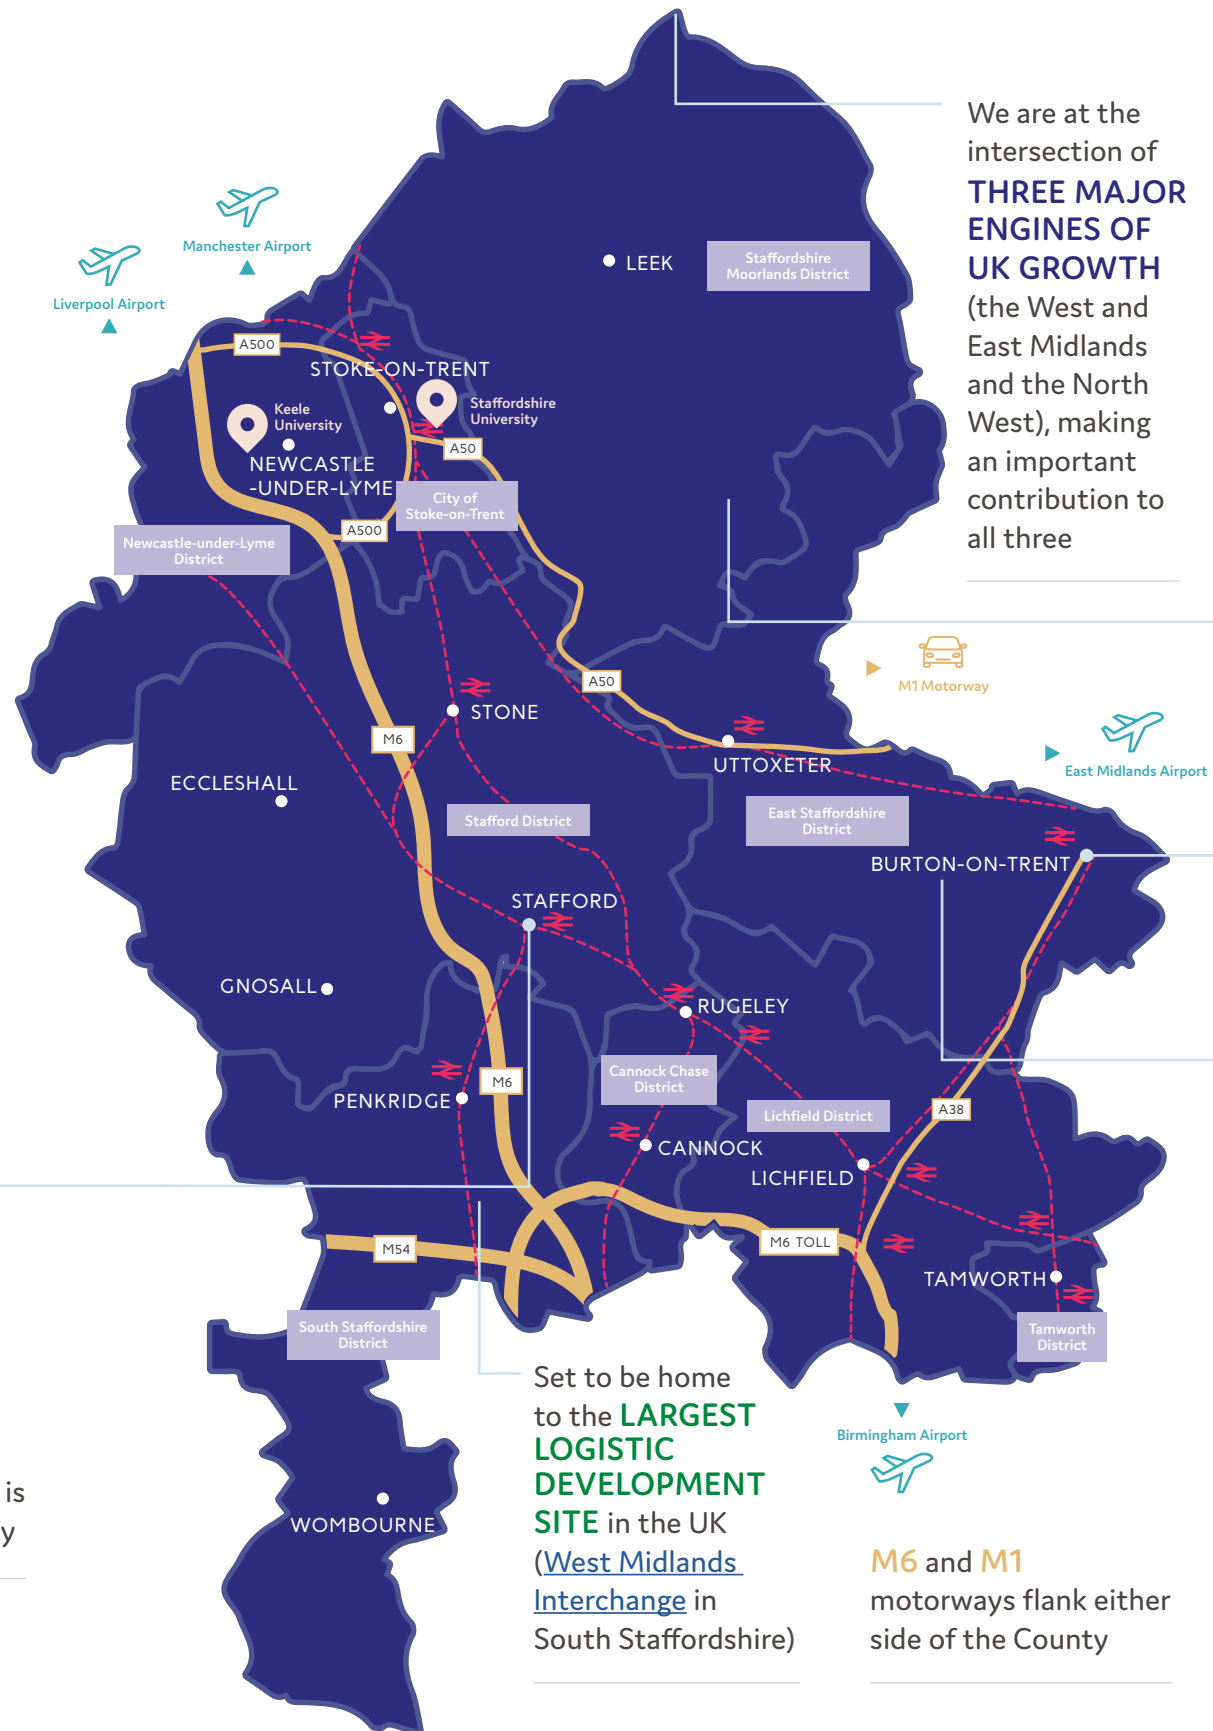 We are at the
intersection of
THREE MAJOR
ENGINES OF
UK GROWTH
(the West and
East Midlands
and the North
West), making
an important
contribution to
all three
Manchester Airport
Liverpool Airport
LEEK
Staffordshire
Moorlands District
A500
STOKE-ON-TRENT
Keele
University
Staffordshire
University
A50
NEWCASTLE
-UNDER-LYME
City of
Stoke-on-Trent
A500
Newcastle-under-Lyme
District
A50
M1 Motorway
STONE
M6
UTTOXETER
East Midlands Airport
ECCLESHALL
Stafford District
East Staffordshire
District
BURTON-ON-TRENT
STAFFORD
GNOSALL
RUGELEY
M6
Cannock Chase
District
PENKRIDGE
Lichfield District
A38
CANNOCK
LICHFIELD
M54
M6 TOLL
TAMWORTH
South Staffordshire
District
Tamworth
District
Set to be home
to the LARGEST
LOGISTIC
DEVELOPMENT
SITE in the UK
(West Midlands
Interchange in
South Staffordshire)
Birmingham Airport
is
y
WOMBOURNE
M6 and M1
motorways flank either
side of the County